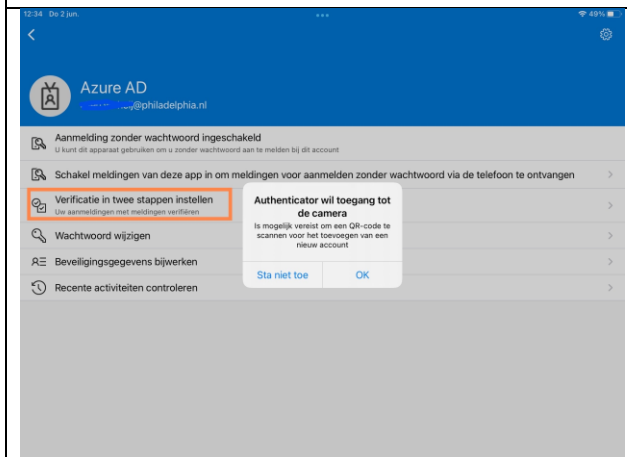 12:34 Do 2 jun.
49%
Azure AD
@philadelphia.nl
Aanmelding zonder wachtwoord ingeschakeld
U kunt dit apparaat gebruiken om u zonder wachtwoord aan te melden bij dit account
Schakel meldingen van deze app in om meldingen voor aanmelden zonder wachtwoord via de telefoon te ontvangen
Verificatie in twee stappen instellen
Uw aanmeldingen met meldingen verifiëren
Authenticator wil toegang tot
de camera
Is mogelijk vereist om een QR-code te
scannen voor het toevoegen van een
nieuw account
Sta niet toe OK
Wachtwoord wijzigen
Beveiligingsgegevens bijwerken
Recente activiteiten controleren